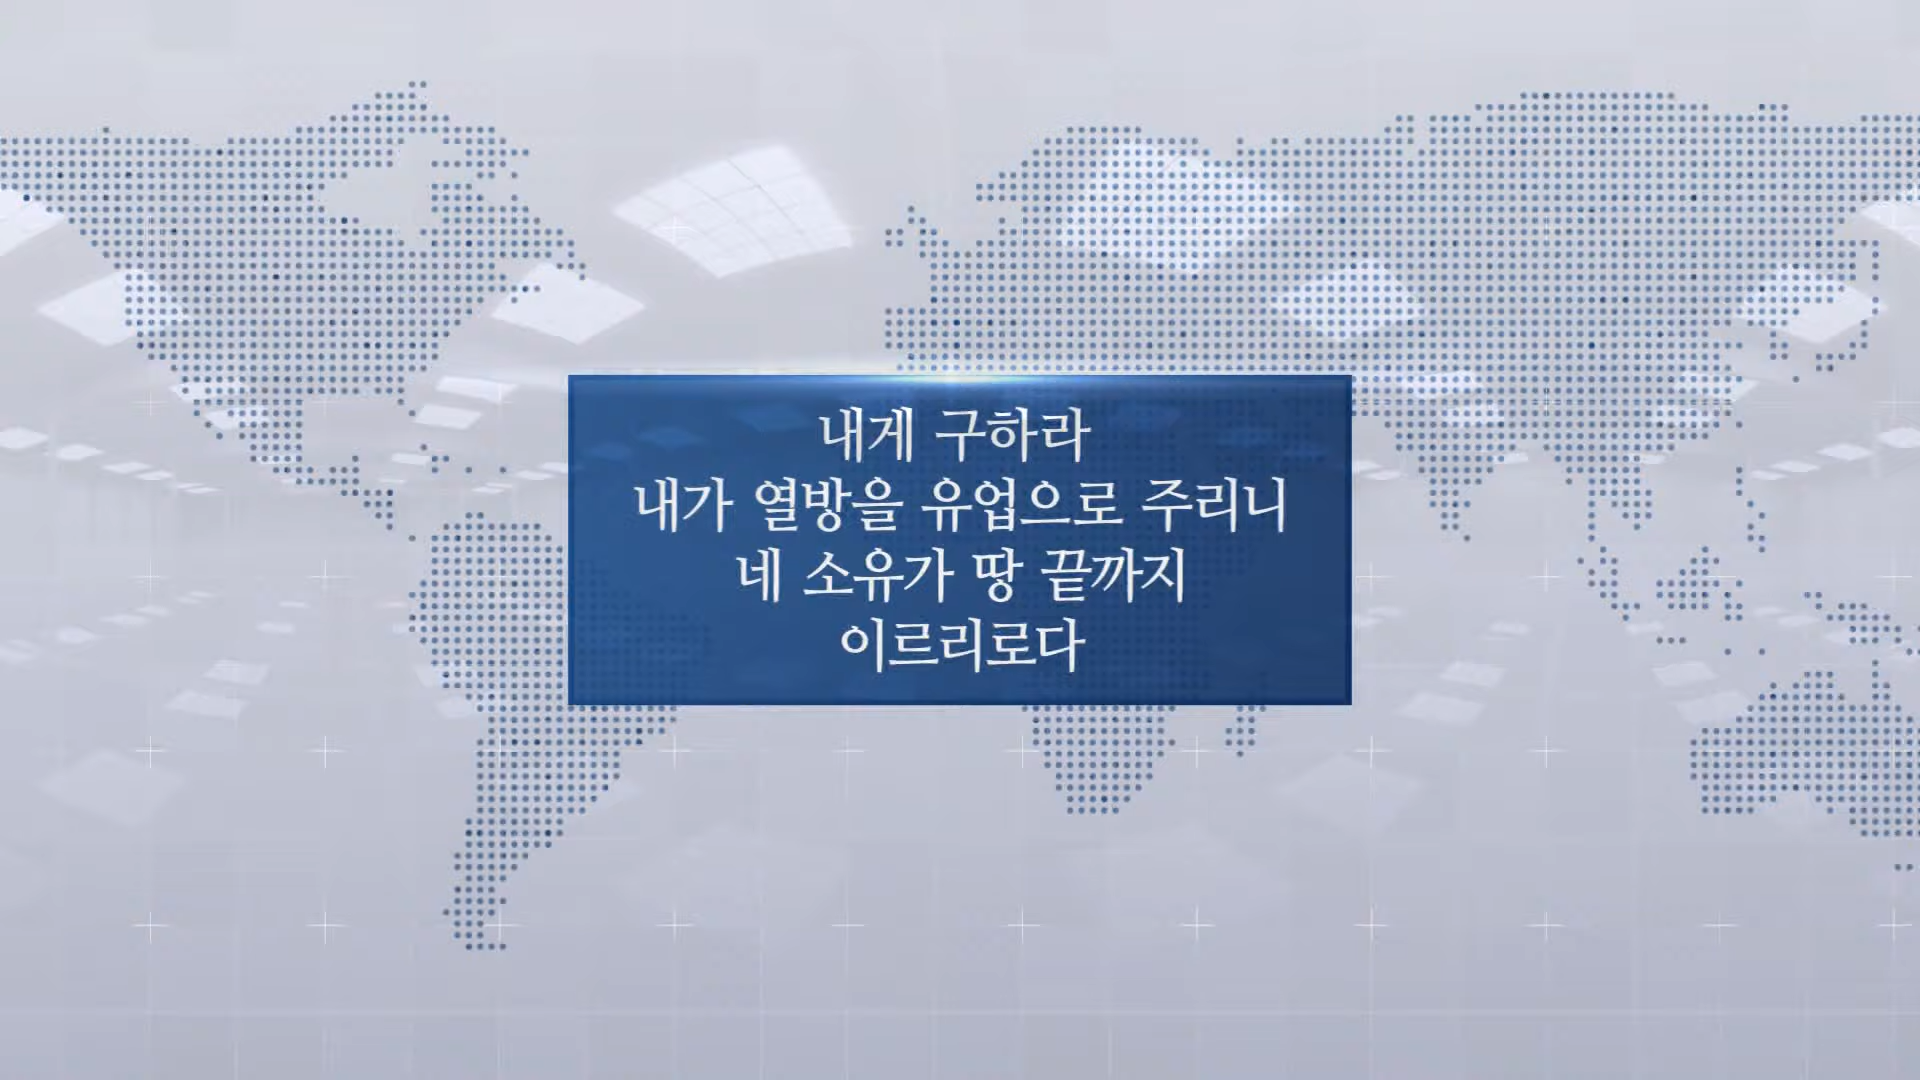 내게 구하라
내가 열방을 유업으로 주리니
네 소유가 땅 끝까지
이르리로다